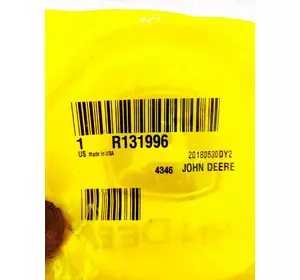 1 R131996
US Made in USA 20180530DY2
4346 JOHN DEERE